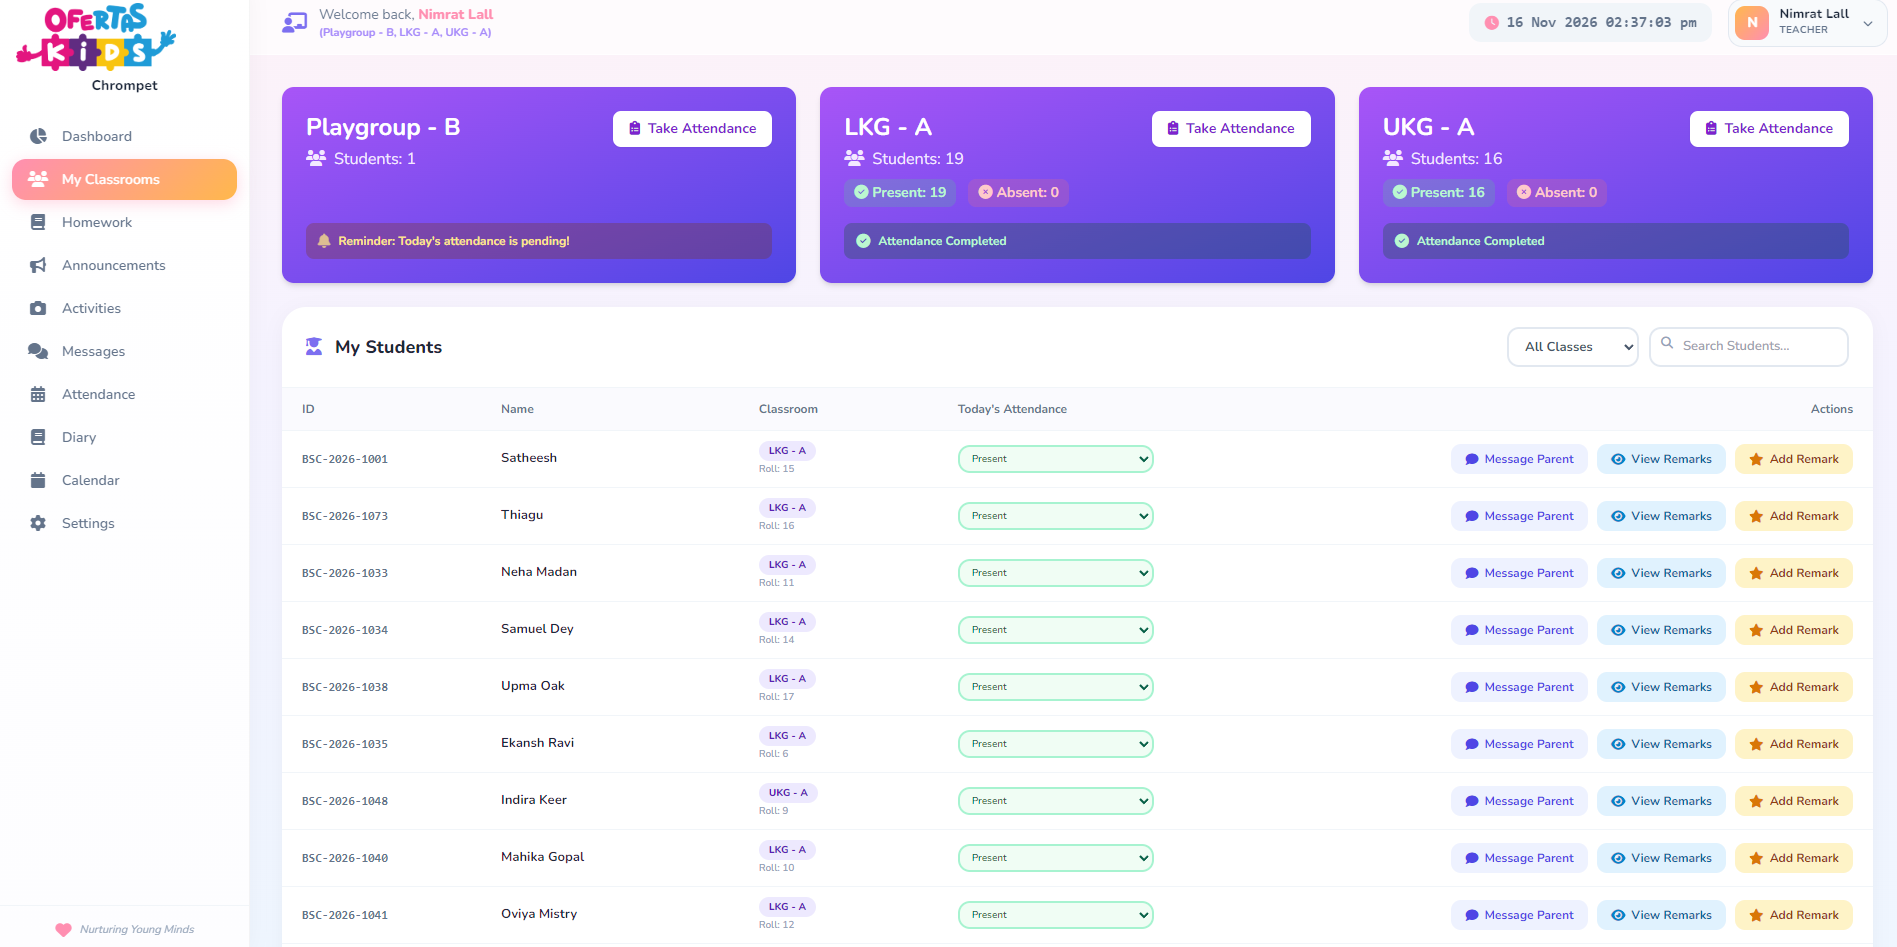 OFERTAS
KiDS
Chrompet
Dashboard
My Classrooms
Homework
Announcements
Activities
Messages
Attendance
Diary
Calendar
Settings
Nurturing Young Minds
Welcome back, Nimrat Lall
(Playgroup - B, LKG - A, UKG - A)
16 Nov 2026 02:37:03 pm
N
Nimrat Lall
TEACHER
Playgroup - B
Take Attendance
Students: 1
Reminder: Today's attendance is pending!
LKG - A
Take Attendance
Students: 19
Present: 19 Absent: 0
Attendance Completed
UKG - A
Take Attendance
Students: 16
Present: 16 Absent: 0
Attendance Completed
My Students
All Classes
Search Students...
ID Name Classroom Today's Attendance Actions
BSC-2026-1001 Satheesh LKG - A Present Message Parent View Remarks Add Remark
Roll: 15
BSC-2026-1073 Thiagu LKG - A Present Message Parent View Remarks Add Remark
Roll: 16
BSC-2026-1033 Neha Madan LKG - A Present Message Parent View Remarks Add Remark
Roll: 11
BSC-2026-1034 Samuel Dey LKG - A Present Message Parent View Remarks Add Remark
Roll: 14
BSC-2026-1038 Upma Oak LKG - A Present Message Parent View Remarks Add Remark
Roll: 17
BSC-2026-1035 Ekansh Ravi LKG - A Present Message Parent View Remarks Add Remark
Roll: 6
BSC-2026-1048 Indira Keer UKG - A Present Message Parent View Remarks Add Remark
Roll: 9
BSC-2026-1040 Mahika Gopal LKG - A Present Message Parent View Remarks Add Remark
Roll: 10
BSC-2026-1041 Oviya Mistry LKG - A Present Message Parent View Remarks Add Remark
Roll: 12